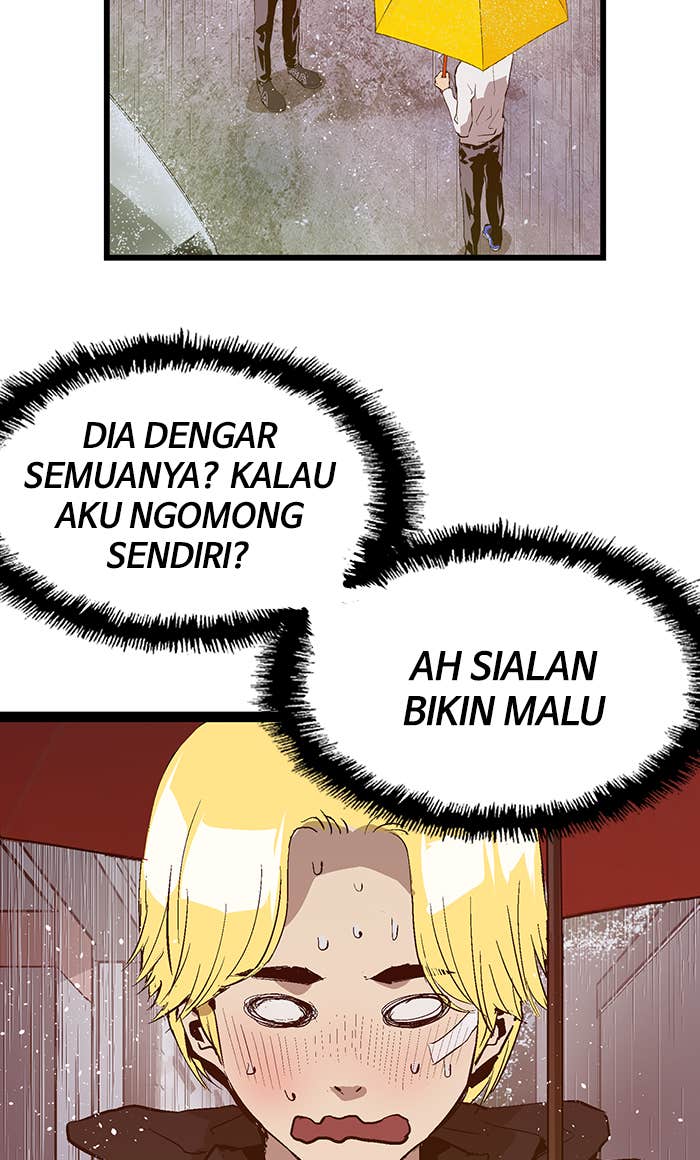 DIA DENGAR
SEMUANYA? KALAU
AKU NGOMONG
SENDIRI?
AH SIALAN
BIKIN MALU